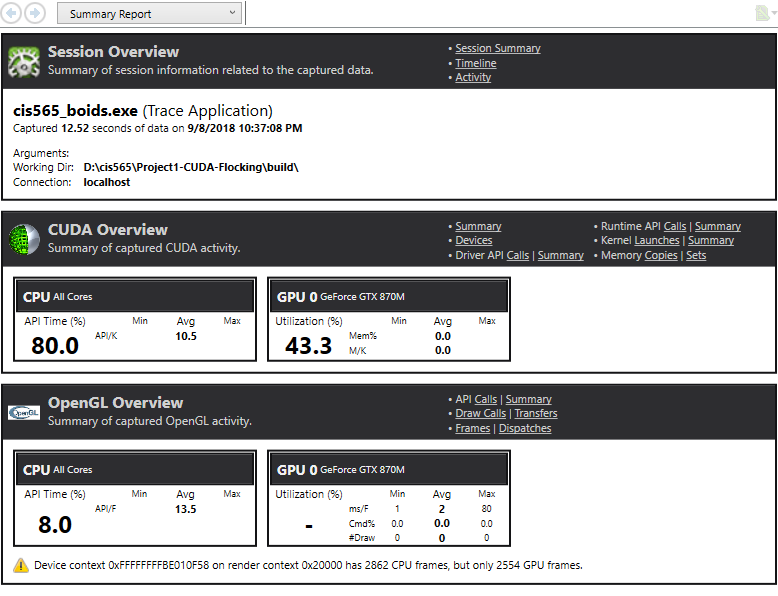 Summary Report
Session Overview
Summary of session information related to the captured data.
• Session Summary
• Timeline
• Activity
cis565_boids.exe (Trace Application)
Captured 12.52 seconds of data on 9/8/2018 10:37:08 PM
Arguments:
Working Dir: D:\cis565\Project1-CUDA-Flocking\build\
Connection: localhost
CUDA Overview
Summary of captured CUDA activity.
• Summary
• Devices
• Driver API Calls | Summary
• Runtime API Calls | Summary
• Kernel Launches | Summary
• Memory Copies | Sets
CPU All Cores
API Time (%) Min Avg Max
80.0 API/K 10.5
GPU 0 GeForce GTX 870M
Utilization (%) Min Avg Max
43.3 Mem% 0.0
M/K 0.0
OpenGL
OpenGL Overview
Summary of captured OpenGL activity.
• API Calls | Summary
• Draw Calls | Transfers
• Frames | Dispatches
CPU All Cores
API Time (%) Min Avg Max
8.0 API/F 13.5
GPU 0 GeForce GTX 870M
Utilization (%) Min Avg Max
- ms/F 1 2 80
Cmd% 0.0 0.0 0.0
#Draw 0 0 0
Device context 0xFFFFFFFFBE010F58 on render context 0x20000 has 2862 CPU frames, but only 2554 GPU frames.